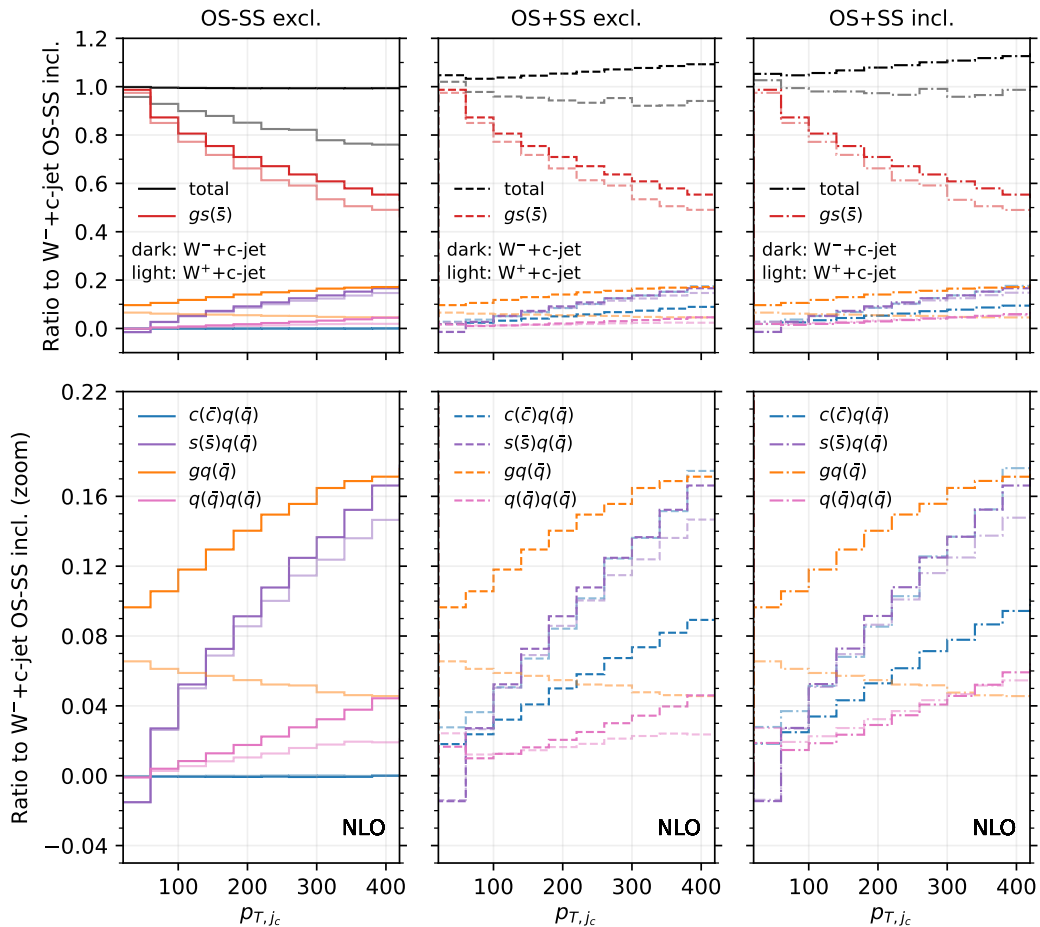 OS-SS excl.
OS+SS excl.
OS+SS incl.
Ratio to W⁻+c-jet OS-SS incl.
1.2
1.0
0.8
0.6
0.4
0.2
0.0
total
gs(s̄)
dark: W⁻+c-jet
light: W⁺+c-jet
total
gs(s̄)
dark: W⁻+c-jet
light: W⁺+c-jet
total
gs(s̄)
dark: W⁻+c-jet
light: W⁺+c-jet
Ratio to W⁻+c-jet OS-SS incl. (zoom)
0.22
0.16
0.12
0.08
0.04
0.00
−0.04
c(c̄)q(q̄)
s(s̄)q(q̄)
gq(q̄)
q(q̄)q(q̄)
NLO
c(c̄)q(q̄)
s(s̄)q(q̄)
gq(q̄)
q(q̄)q(q̄)
NLO
c(c̄)q(q̄)
s(s̄)q(q̄)
gq(q̄)
q(q̄)q(q̄)
NLO
100 200 300 400
100 200 300 400
100 200 300 400
p_{T, j_c}
p_{T, j_c}
p_{T, j_c}